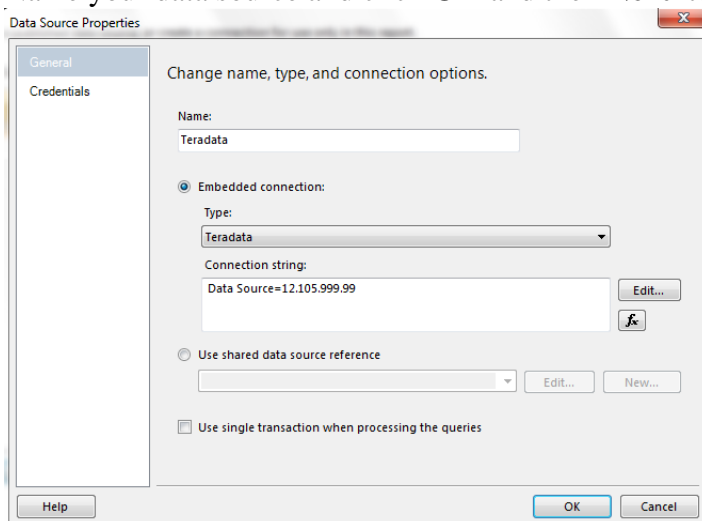 Data Source Properties
General
Credentials
Change name, type, and connection options.
Name:
Teradata
Embedded connection:
Type:
Teradata
Connection string:
Data Source=12.105.999.99
Edit...
fx
Use shared data source reference
Edit...
New...
Use single transaction when processing the queries
Help
OK
Cancel